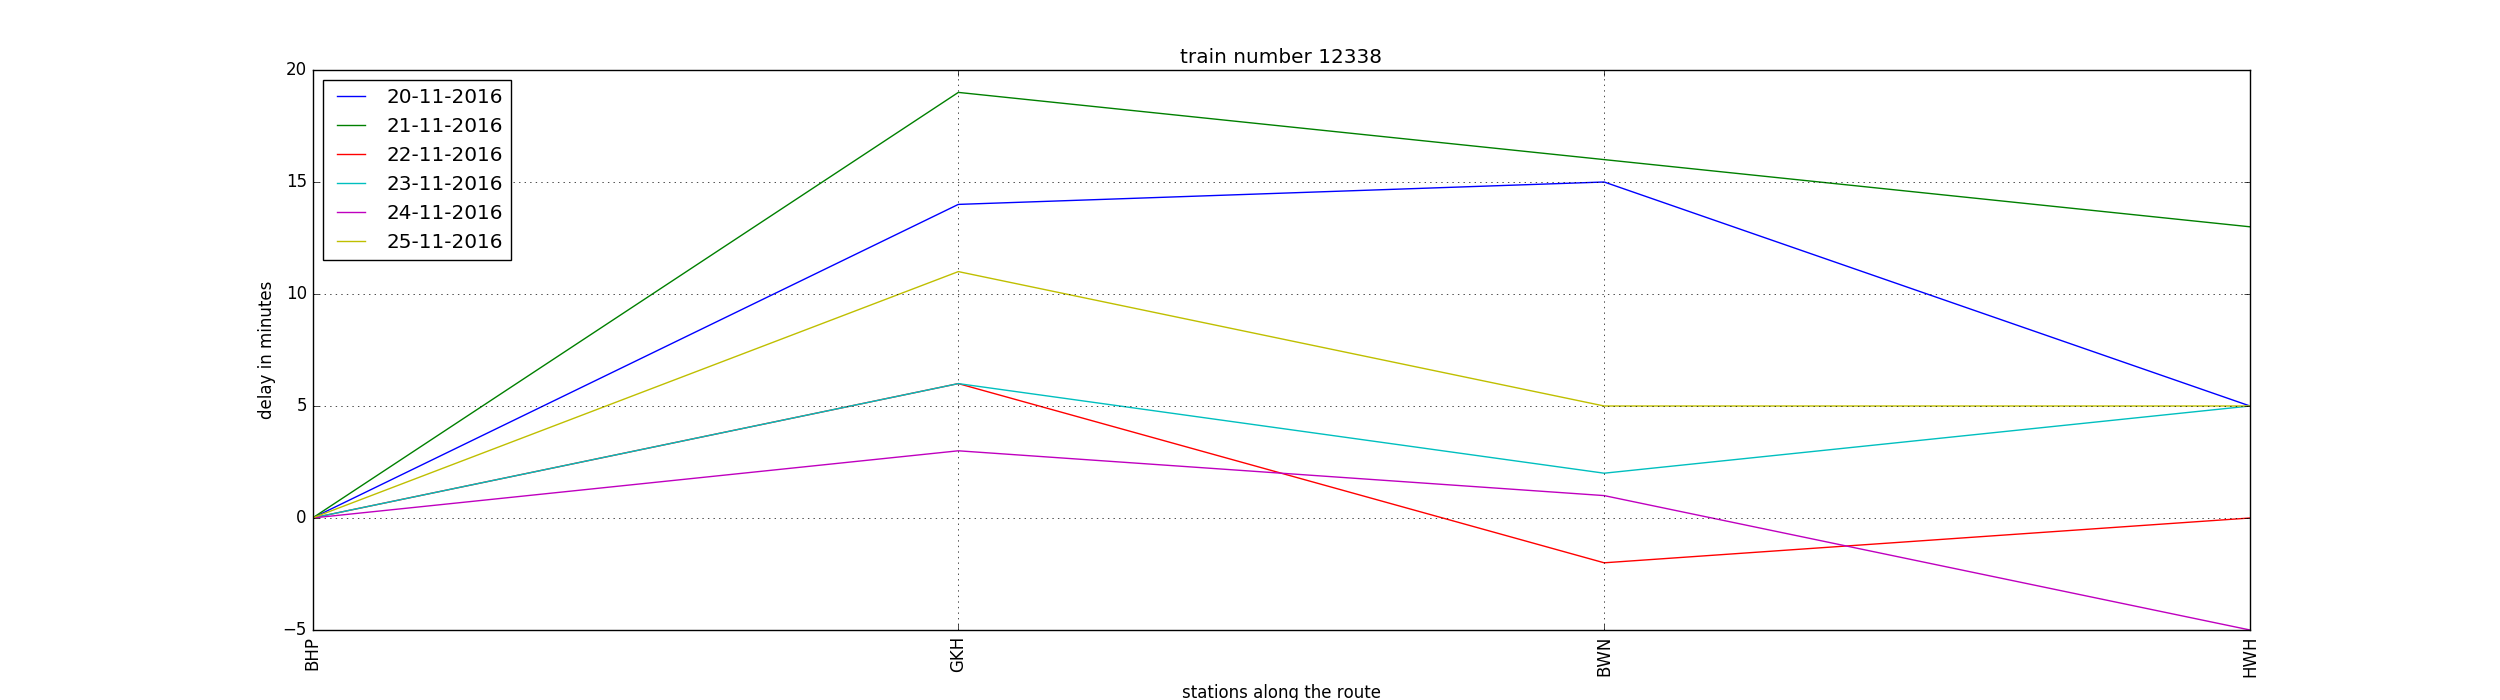 train number 12338
20
15
10
5
0
−5
delay in minutes
20-11-2016
21-11-2016
22-11-2016
23-11-2016
24-11-2016
25-11-2016
BHP
GKH
BWN
HWH
stations along the route